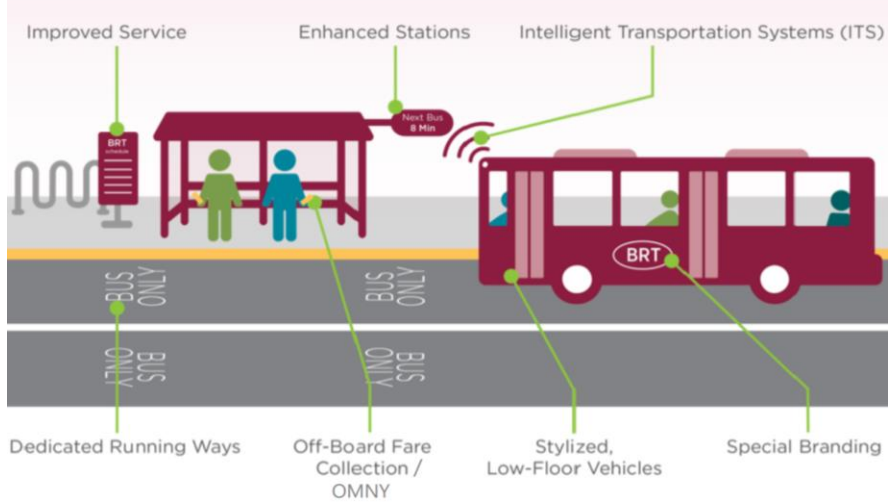 Improved Service
Enhanced Stations
Intelligent Transportation Systems (ITS)
BRT
schedule
Next Bus
8 Min
BRT
BUS
ONLY
BUS
ONLY
BUS
ONLY
BUS
ONLY
Dedicated Running Ways
Off-Board Fare
Collection /
OMNY
Stylized,
Low-Floor Vehicles
Special Branding